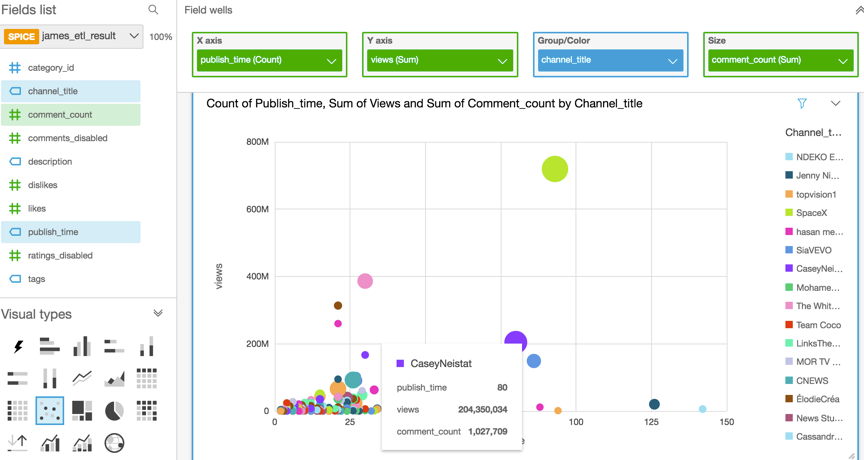 Fields list
SPICE james_etl_result 100%
category_id
channel_title
comment_count
comments_disabled
description
dislikes
likes
publish_time
ratings_disabled
tags
Visual types
Field wells
X axis
publish_time (Count)
Y axis
views (Sum)
Group/Color
channel_title
Size
comment_count (Sum)
Count of Publish_time, Sum of Views and Sum of Comment_count by Channel_title
800M
600M
400M
200M
0
views
0 25 100 125 150
CaseyNeistat
publish_time 80
views 204,350,034
comment_count 1,027,709
Channel_t...
NDEKO E...
Jenny Ni...
topvision1
SpaceX
hasan me...
SiaVEVO
CaseyNei...
Mohame...
The Whit...
Team Coco
LinksThe...
MOR TV ...
CNEWS
ÉlodieCréa
News Stu...
Cassandr...